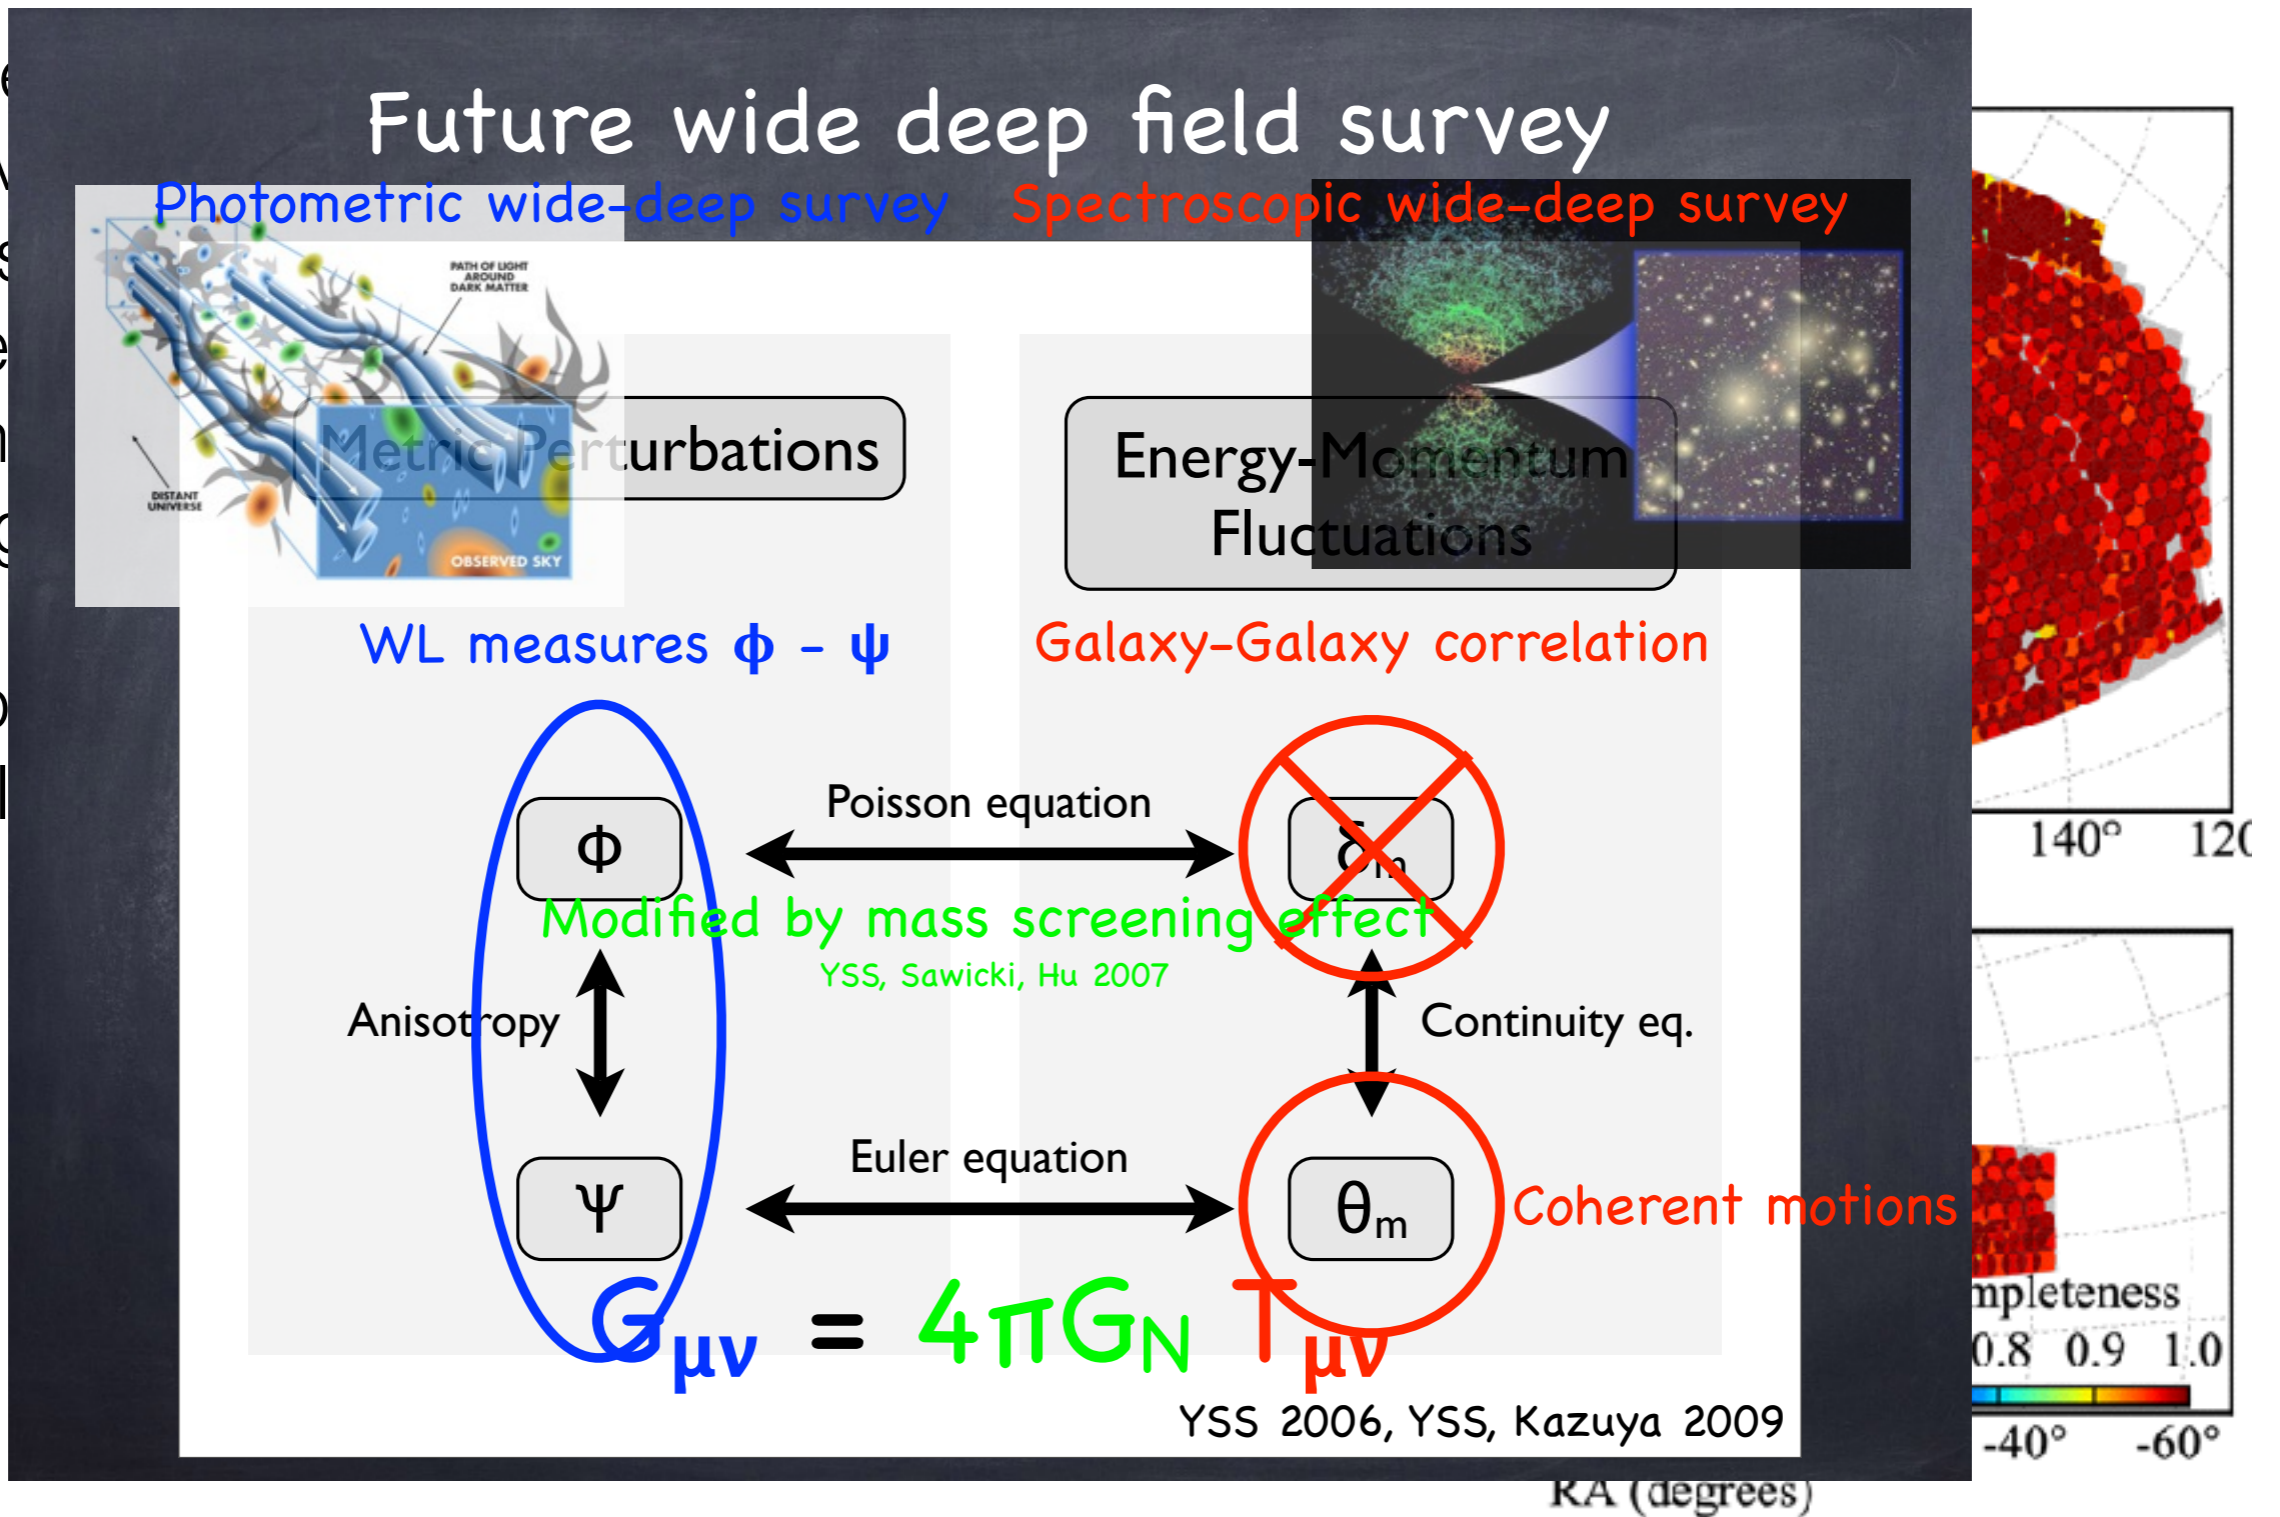 Future wide deep field survey
Photometric wide-deep survey
Spectroscopic wide-deep survey
PATH OF LIGHT
AROUND
DARK MATTER
DISTANT
UNIVERSE
OBSERVED SKY
Metric Perturbations
Energy-Momentum
Fluctuations
WL measures ϕ - ψ
Galaxy-Galaxy correlation
Φ
Poisson equation
δm
Modified by mass screening effect
YSS, Sawicki, Hu 2007
Anisotropy
Continuity eq.
Ψ
Euler equation
θm
Coherent motions
Gμν = 4πGN Tμν
YSS 2006, YSS, Kazuya 2009
140°
0.8 0.9 1.0
-40° -60°
RA (degrees)